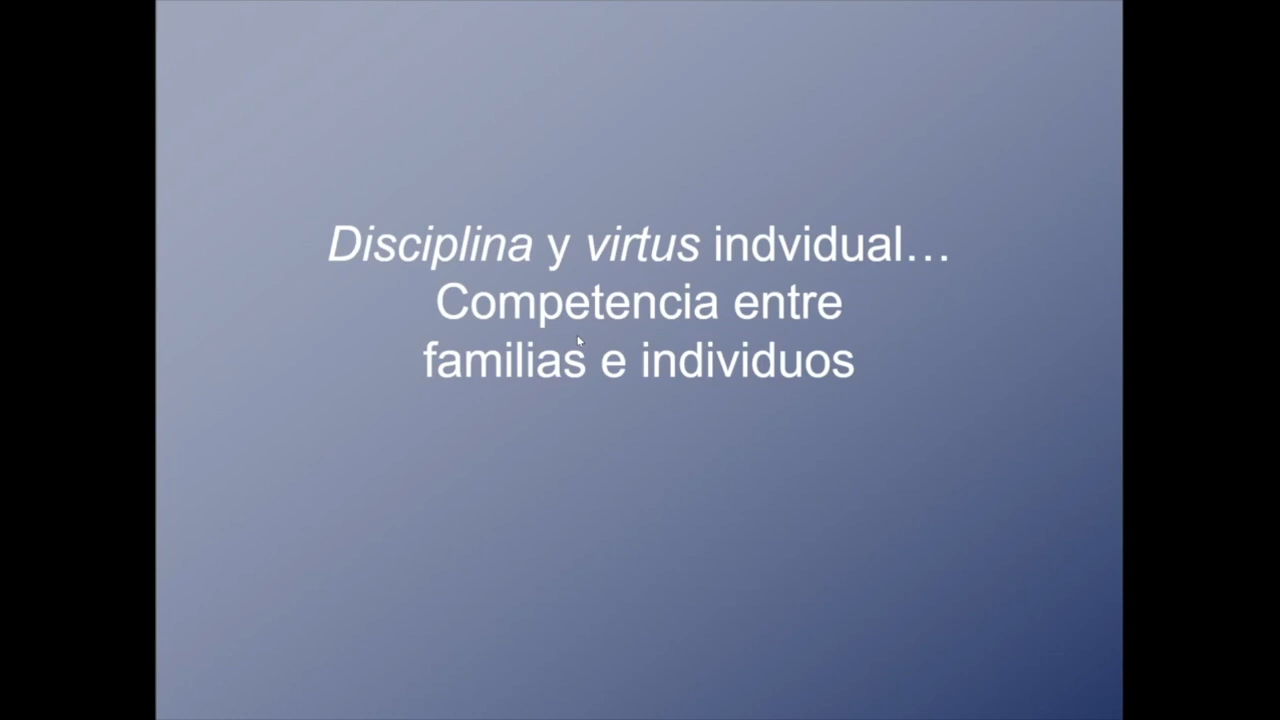 Disciplina y virtus indvidual…
Competencia entre
familias e individuos